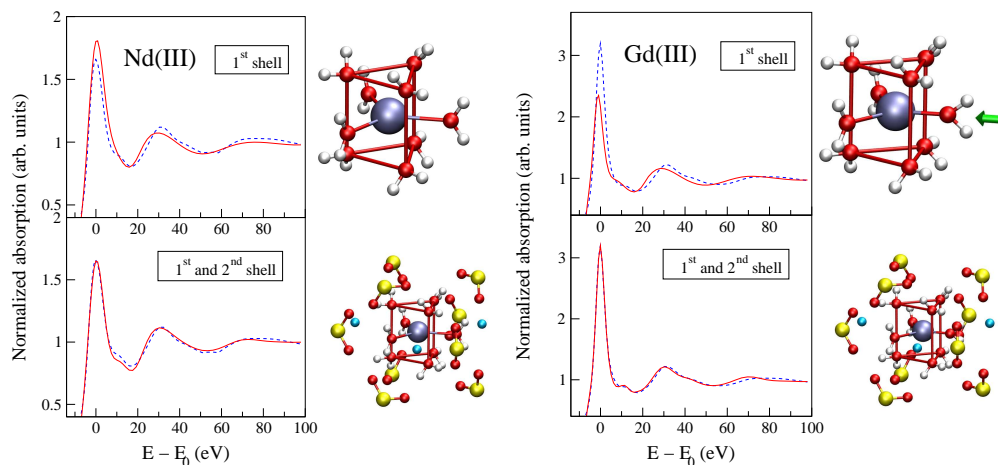 Normalized absorption (arb. units)
2
1.5
1
0.5
Nd(III)
1st shell
0 20 40 60 80
2
1.5
1
0.5
1st and 2nd shell
0 20 40 60 80 100
E − E0 (eV)
Normalized absorption (arb. units)
3
2
1
Gd(III)
1st shell
0 20 40 60 80
3
2
1
1st and 2nd shell
0 20 40 60 80 100
E − E0 (eV)